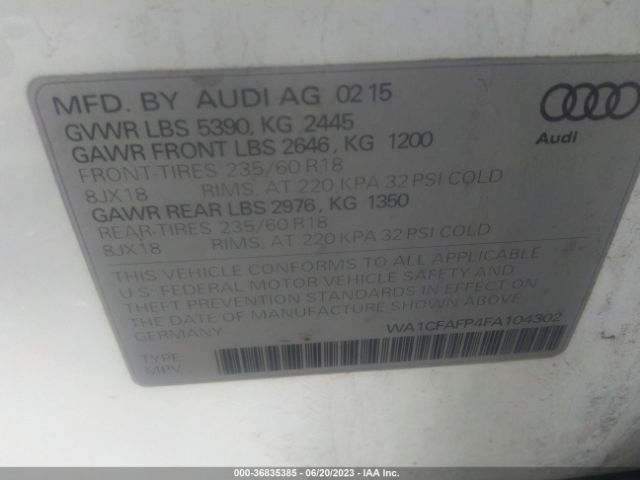 MFD. BY AUDI AG 02 15
GVWR LBS 5390, KG 2445
GAWR FRONT LBS 2646, KG 1200
FRONT-TIRES 235/60 R18
8JX18 RIMS, AT 220 KPA 32 PSI COLD
GAWR REAR LBS 2976, KG 1350
REAR-TIRES 235/60 R18
8JX18 RIMS, AT 220 KPA 32 PSI COLD
THIS VEHICLE CONFORMS TO ALL APPLICABLE
U.S. FEDERAL MOTOR VEHICLE SAFETY AND
THEFT PREVENTION STANDARDS IN EFFECT ON
THE DATE OF MANUFACTURE SHOWN ABOVE.
GERMANY
WA1CFAFP4FA104302
TYPE:
MPV
Audi
000-36835385 - 06/20/2023 - IAA Inc.